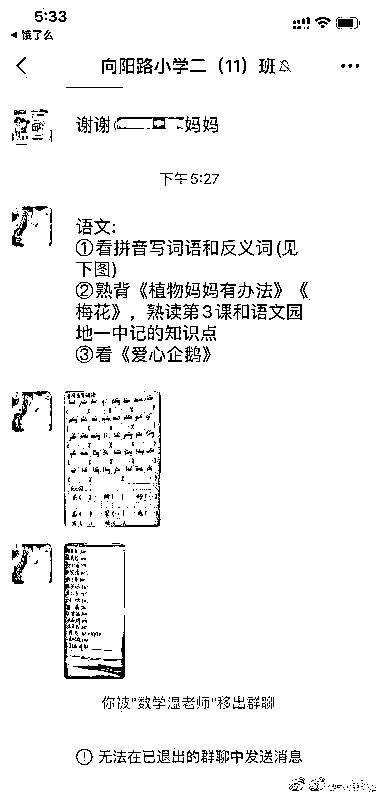 5:33
饿了么
向阳路小学二（11）班
谢谢
妈妈
下午5:27
语文:
①看拼音写词语和反义词(见
下图)
②熟背《植物妈妈有办法》《
梅花》，熟读第3课和语文园
地一中记的知识点
③看《爱心企鹅》
你被"数学湿老师"移出群聊
无法在已退出的群聊中发送消息